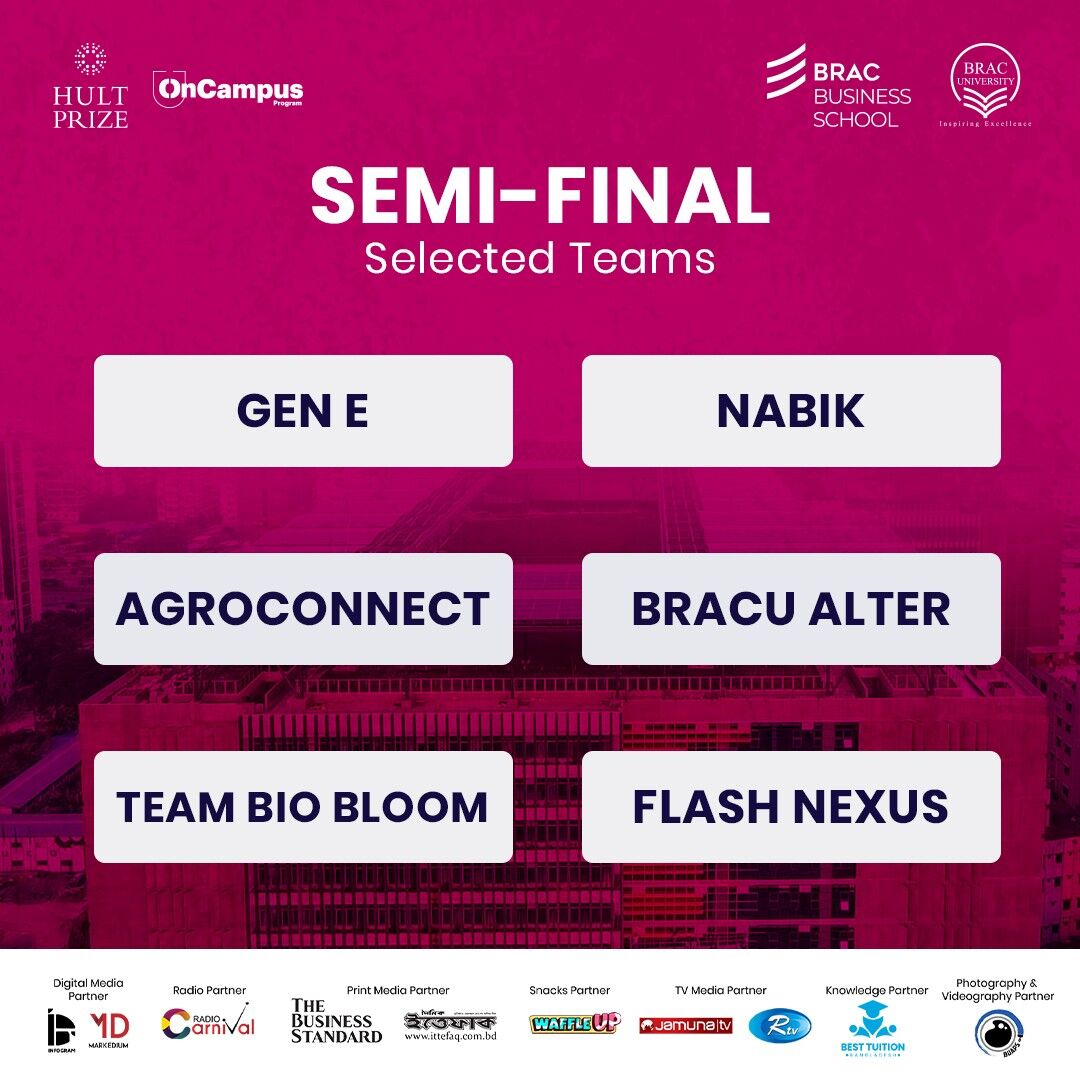 HULT
PRIZE
OnCampus
Program
BRAC
BUSINESS
SCHOOL
BRAC
UNIVERSITY
Inspiring Excellence
SEMI-FINAL
Selected Teams
GEN E
NABIK
AGROCONNECT
BRACU ALTER
TEAM BIO BLOOM
FLASH NEXUS
Digital Media
Partner
INFOGRAM
MD
MARKEDIUM
Radio Partner
RADIO
Carnival
Print Media Partner
THE
BUSINESS
STANDARD
দৈনিক
ইত্তেফাক
www.ittefaq.com.bd
Snacks Partner
WAFFLE UP
TV Media Partner
Jamuna tv
Rtv
Knowledge Partner
BEST TUITION
BANGLADESH
Photography &
Videography Partner